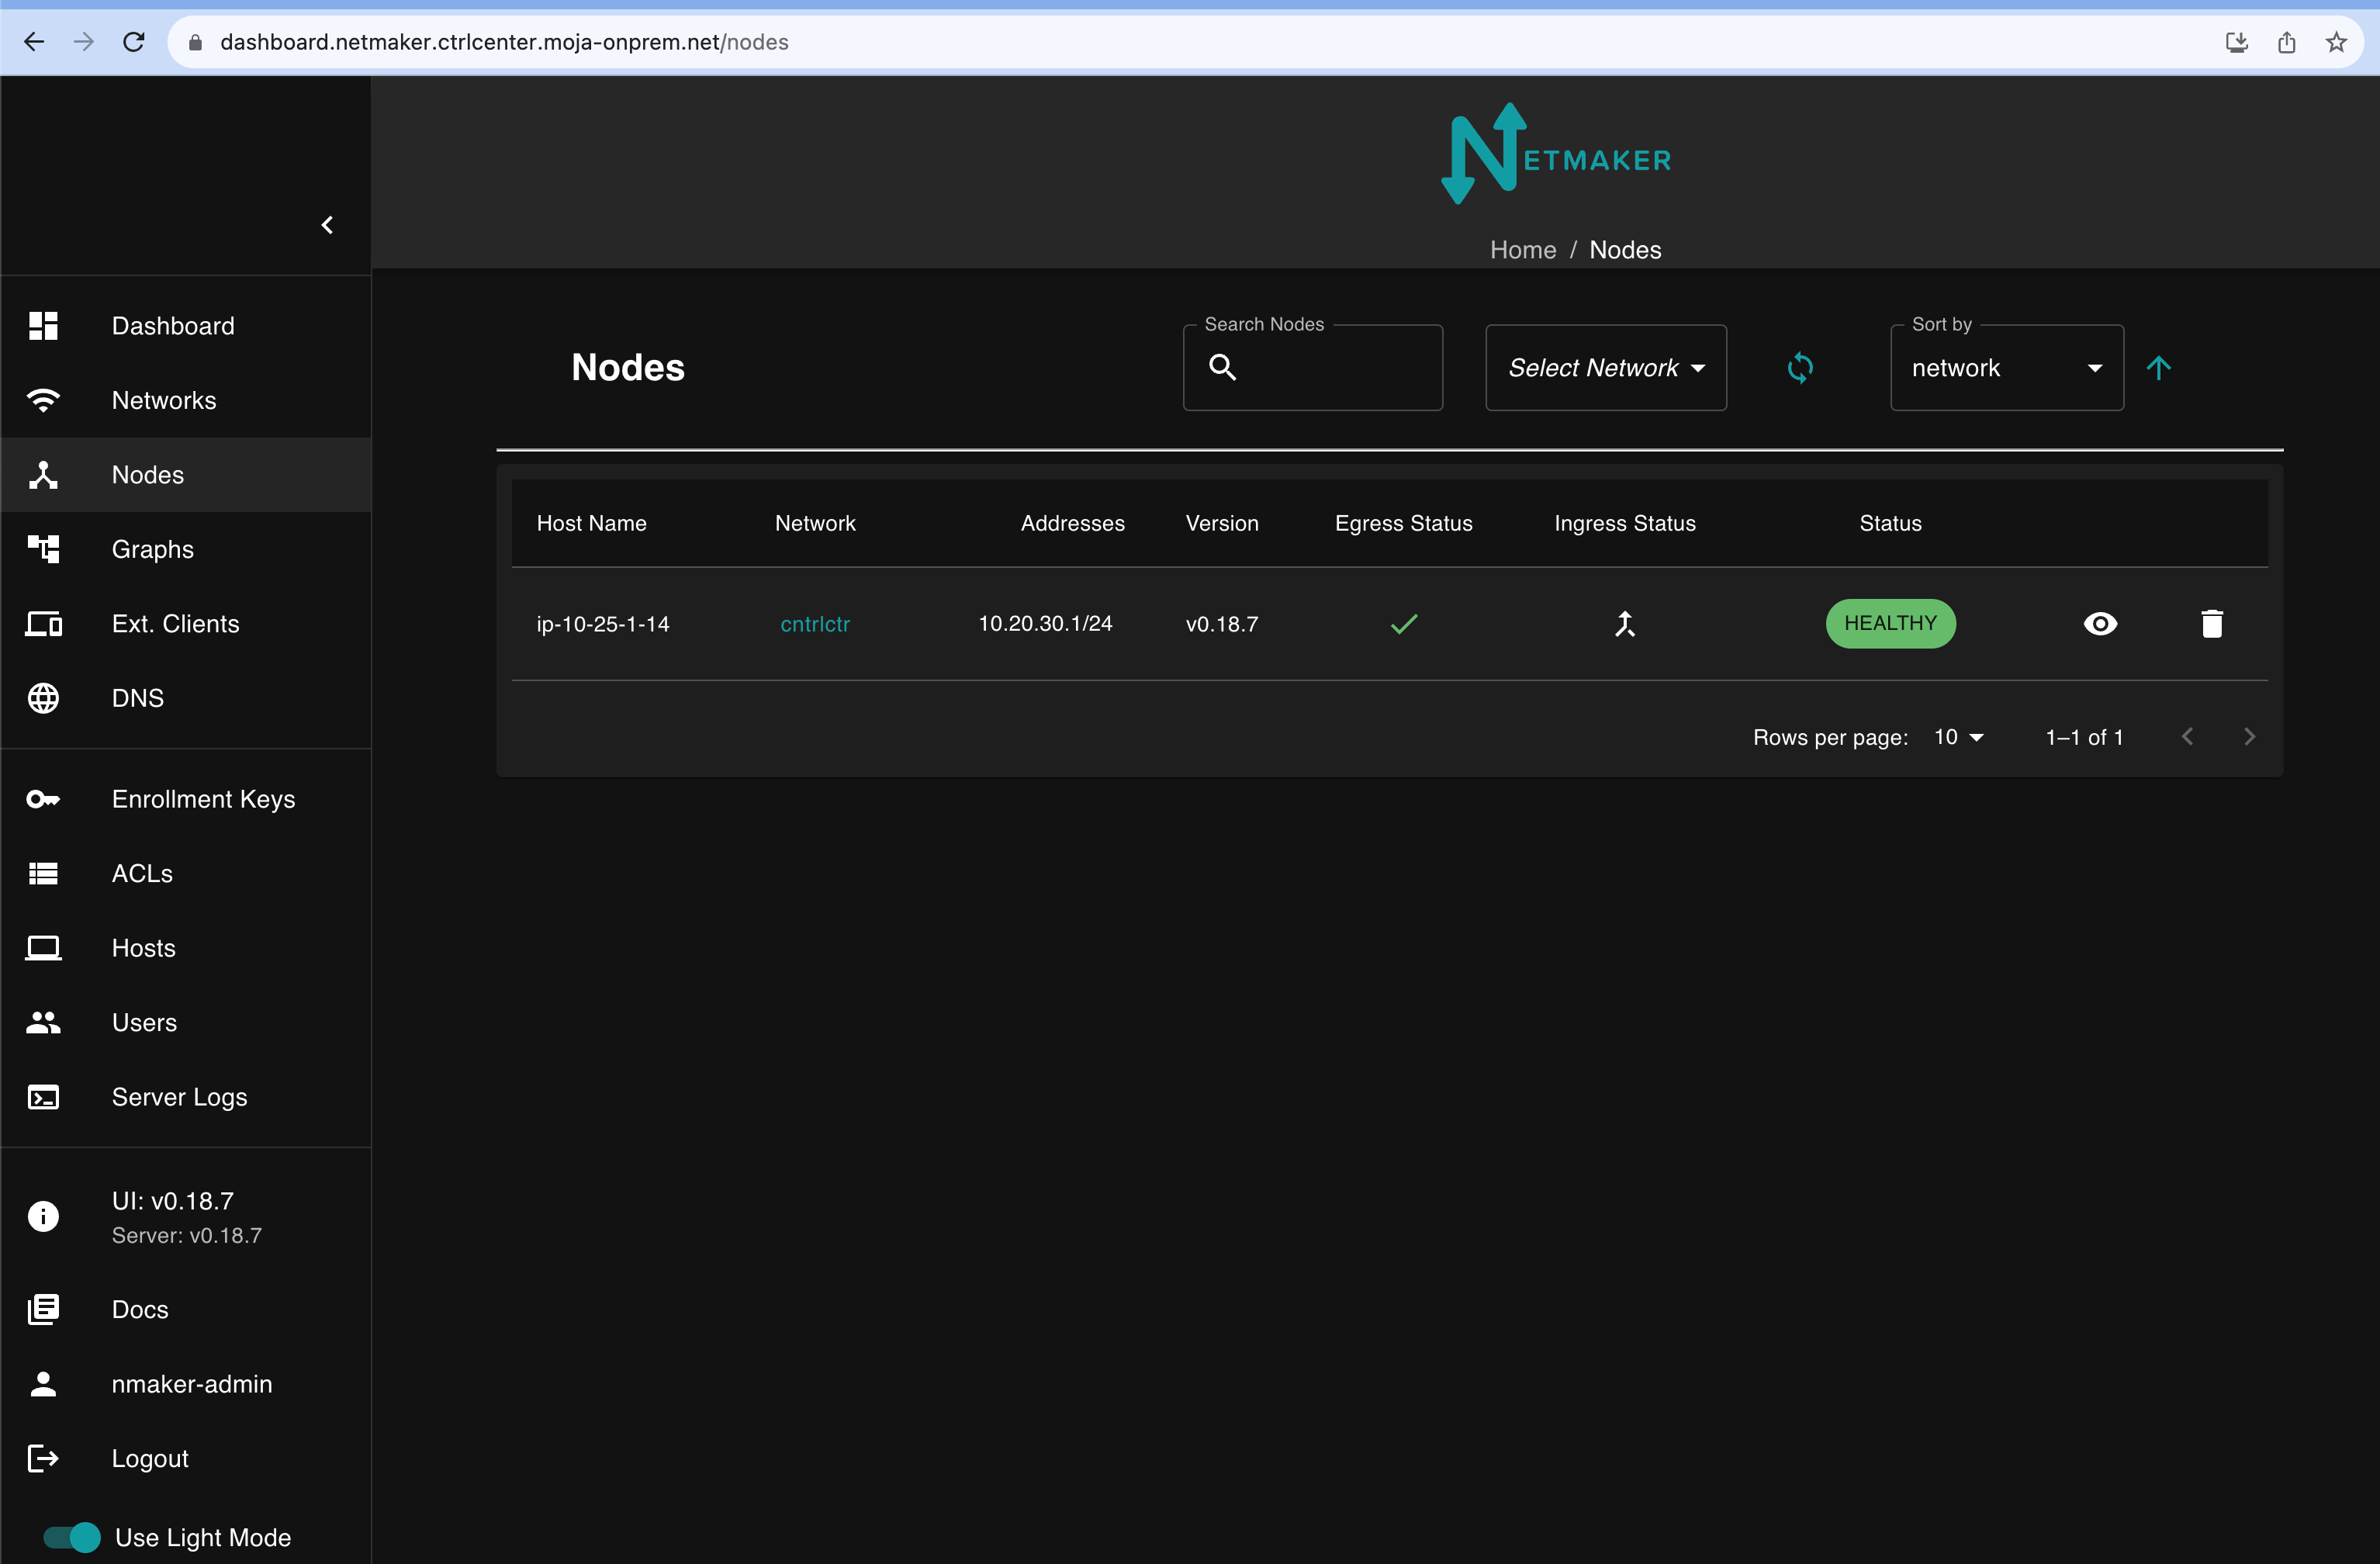 dashboard.netmaker.ctrlcenter.moja-onprem.net/nodes
NETMAKER
Home / Nodes
Dashboard
Networks
Nodes
Graphs
Ext. Clients
DNS
Enrollment Keys
ACLs
Hosts
Users
Server Logs
UI: v0.18.7
Server: v0.18.7
Docs
nmaker-admin
Logout
Use Light Mode
Nodes
Search Nodes
Select Network
Sort by
network
Host Name Network Addresses Version Egress Status Ingress Status Status
ip-10-25-1-14 cntrlctr 10.20.30.1/24 v0.18.7 HEALTHY
Rows per page: 10 1–1 of 1